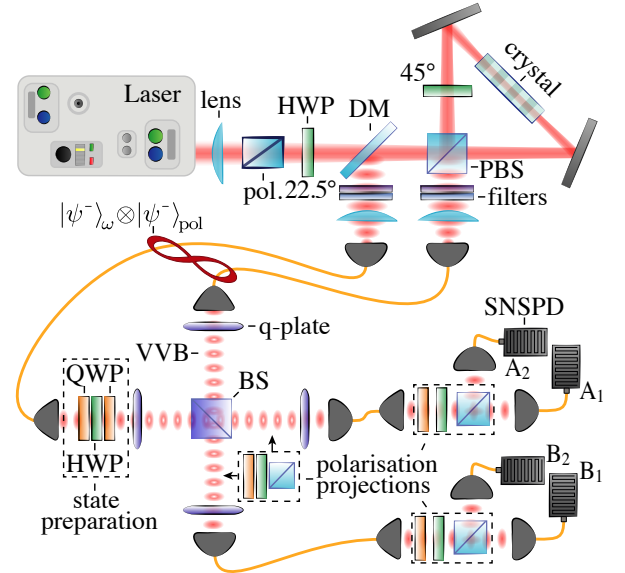 Laser
lens
HWP
DM
45°
crystal
pol.
22.5°
PBS
filters
|ψ⁻⟩ω⊗|ψ⁻⟩pol
q-plate
VVB
BS
SNSPD
A₂
A₁
QWP
HWP
state
preparation
polarisation
projections
B₂
B₁